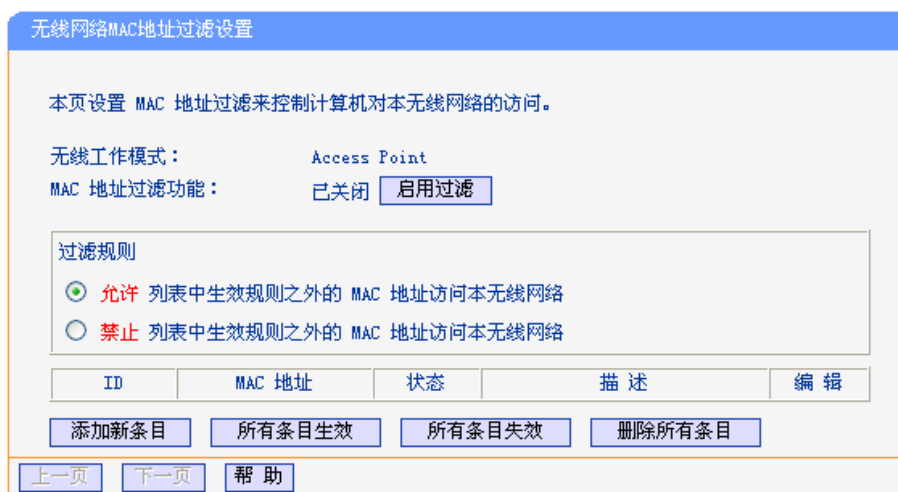 无线网络MAC地址过滤设置
本页设置 MAC 地址过滤来控制计算机对本无线网络的访问。
无线工作模式： Access Point
MAC 地址过滤功能： 已关闭 启用过滤
过滤规则
允许 列表中生效规则之外的 MAC 地址访问本无线网络
禁止 列表中生效规则之外的 MAC 地址访问本无线网络
ID MAC 地址 状态 描 述 编 辑
添加新条目 所有条目生效 所有条目失效 删除所有条目
上一页 下一页 帮 助